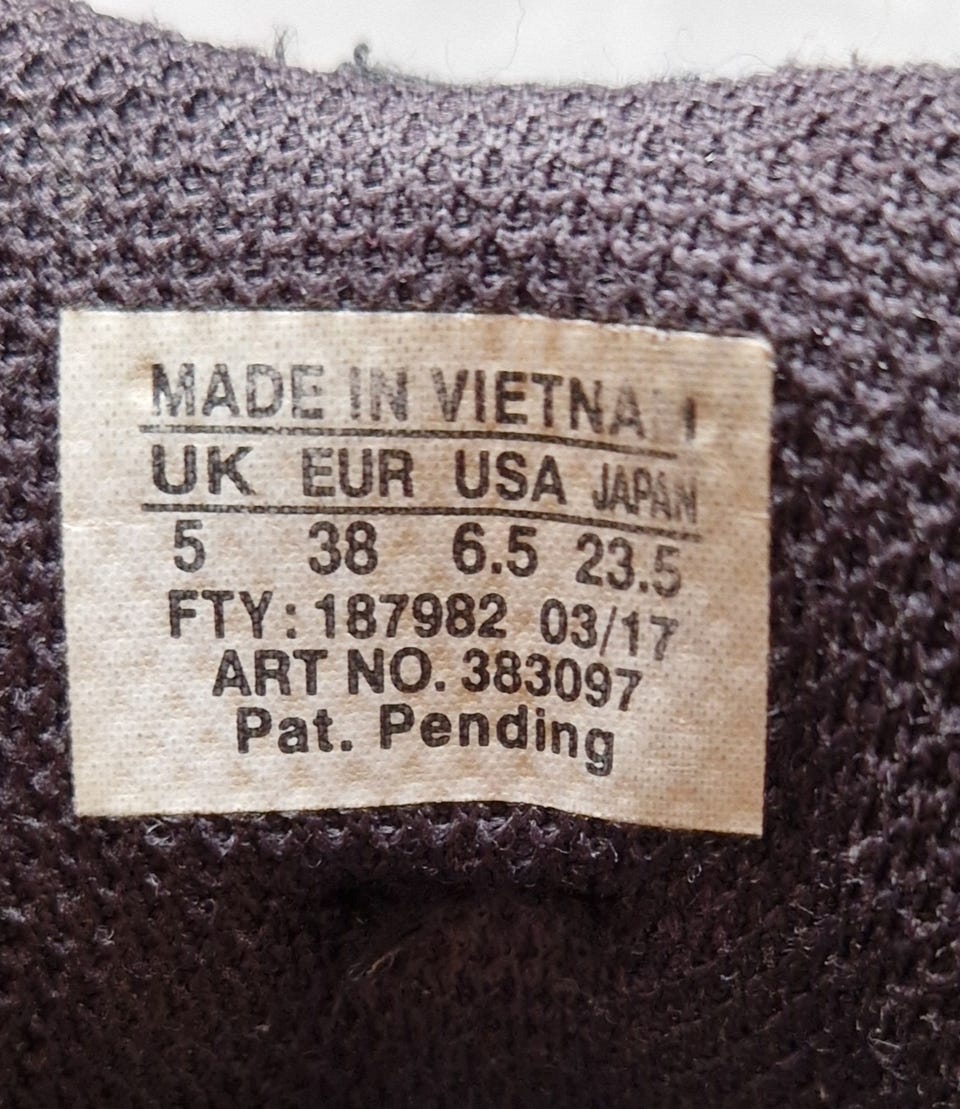 MADE IN VIETNAM
UK EUR USA JAPAN
5 38 6.5 23.5
FTY: 187982 03/17
ART NO. 383097
Pat. Pending